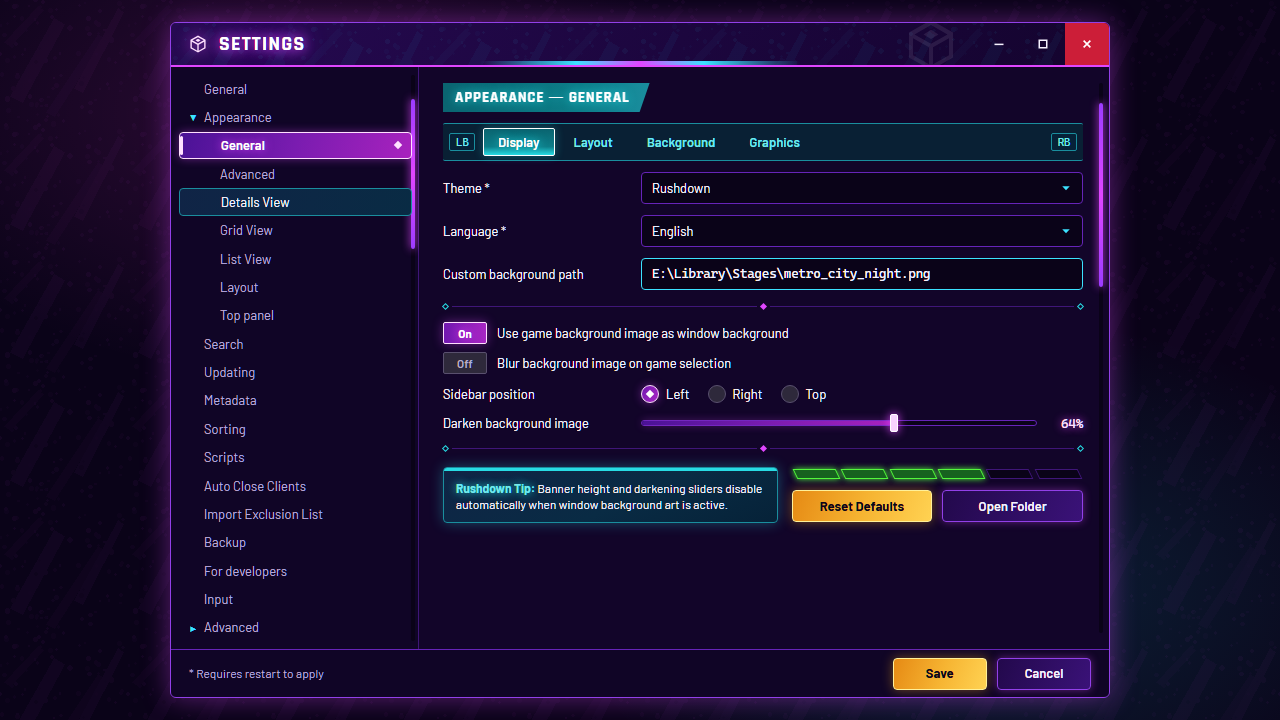 SETTINGS
General
Appearance
General
Advanced
Details View
Grid View
List View
Layout
Top panel
Search
Updating
Metadata
Sorting
Scripts
Auto Close Clients
Import Exclusion List
Backup
For developers
Input
Advanced
APPEARANCE — GENERAL
LB Display Layout Background Graphics RB
Theme * Rushdown
Language * English
Custom background path E:\Library\Stages\metro_city_night.png
On Use game background image as window background
Off Blur background image on game selection
Sidebar position Left Right Top
Darken background image 64%
Rushdown Tip: Banner height and darkening sliders disable
automatically when window background art is active.
Reset Defaults Open Folder
* Requires restart to apply
Save Cancel